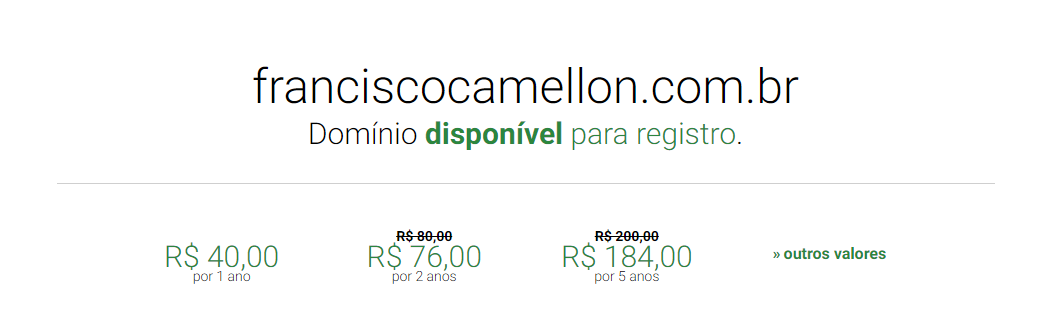 franciscocamellon.com.br
Domínio disponível para registro.
R$ 40,00
por 1 ano
R$ 80,00
R$ 76,00
por 2 anos
R$ 200,00
R$ 184,00
por 5 anos
» outros valores